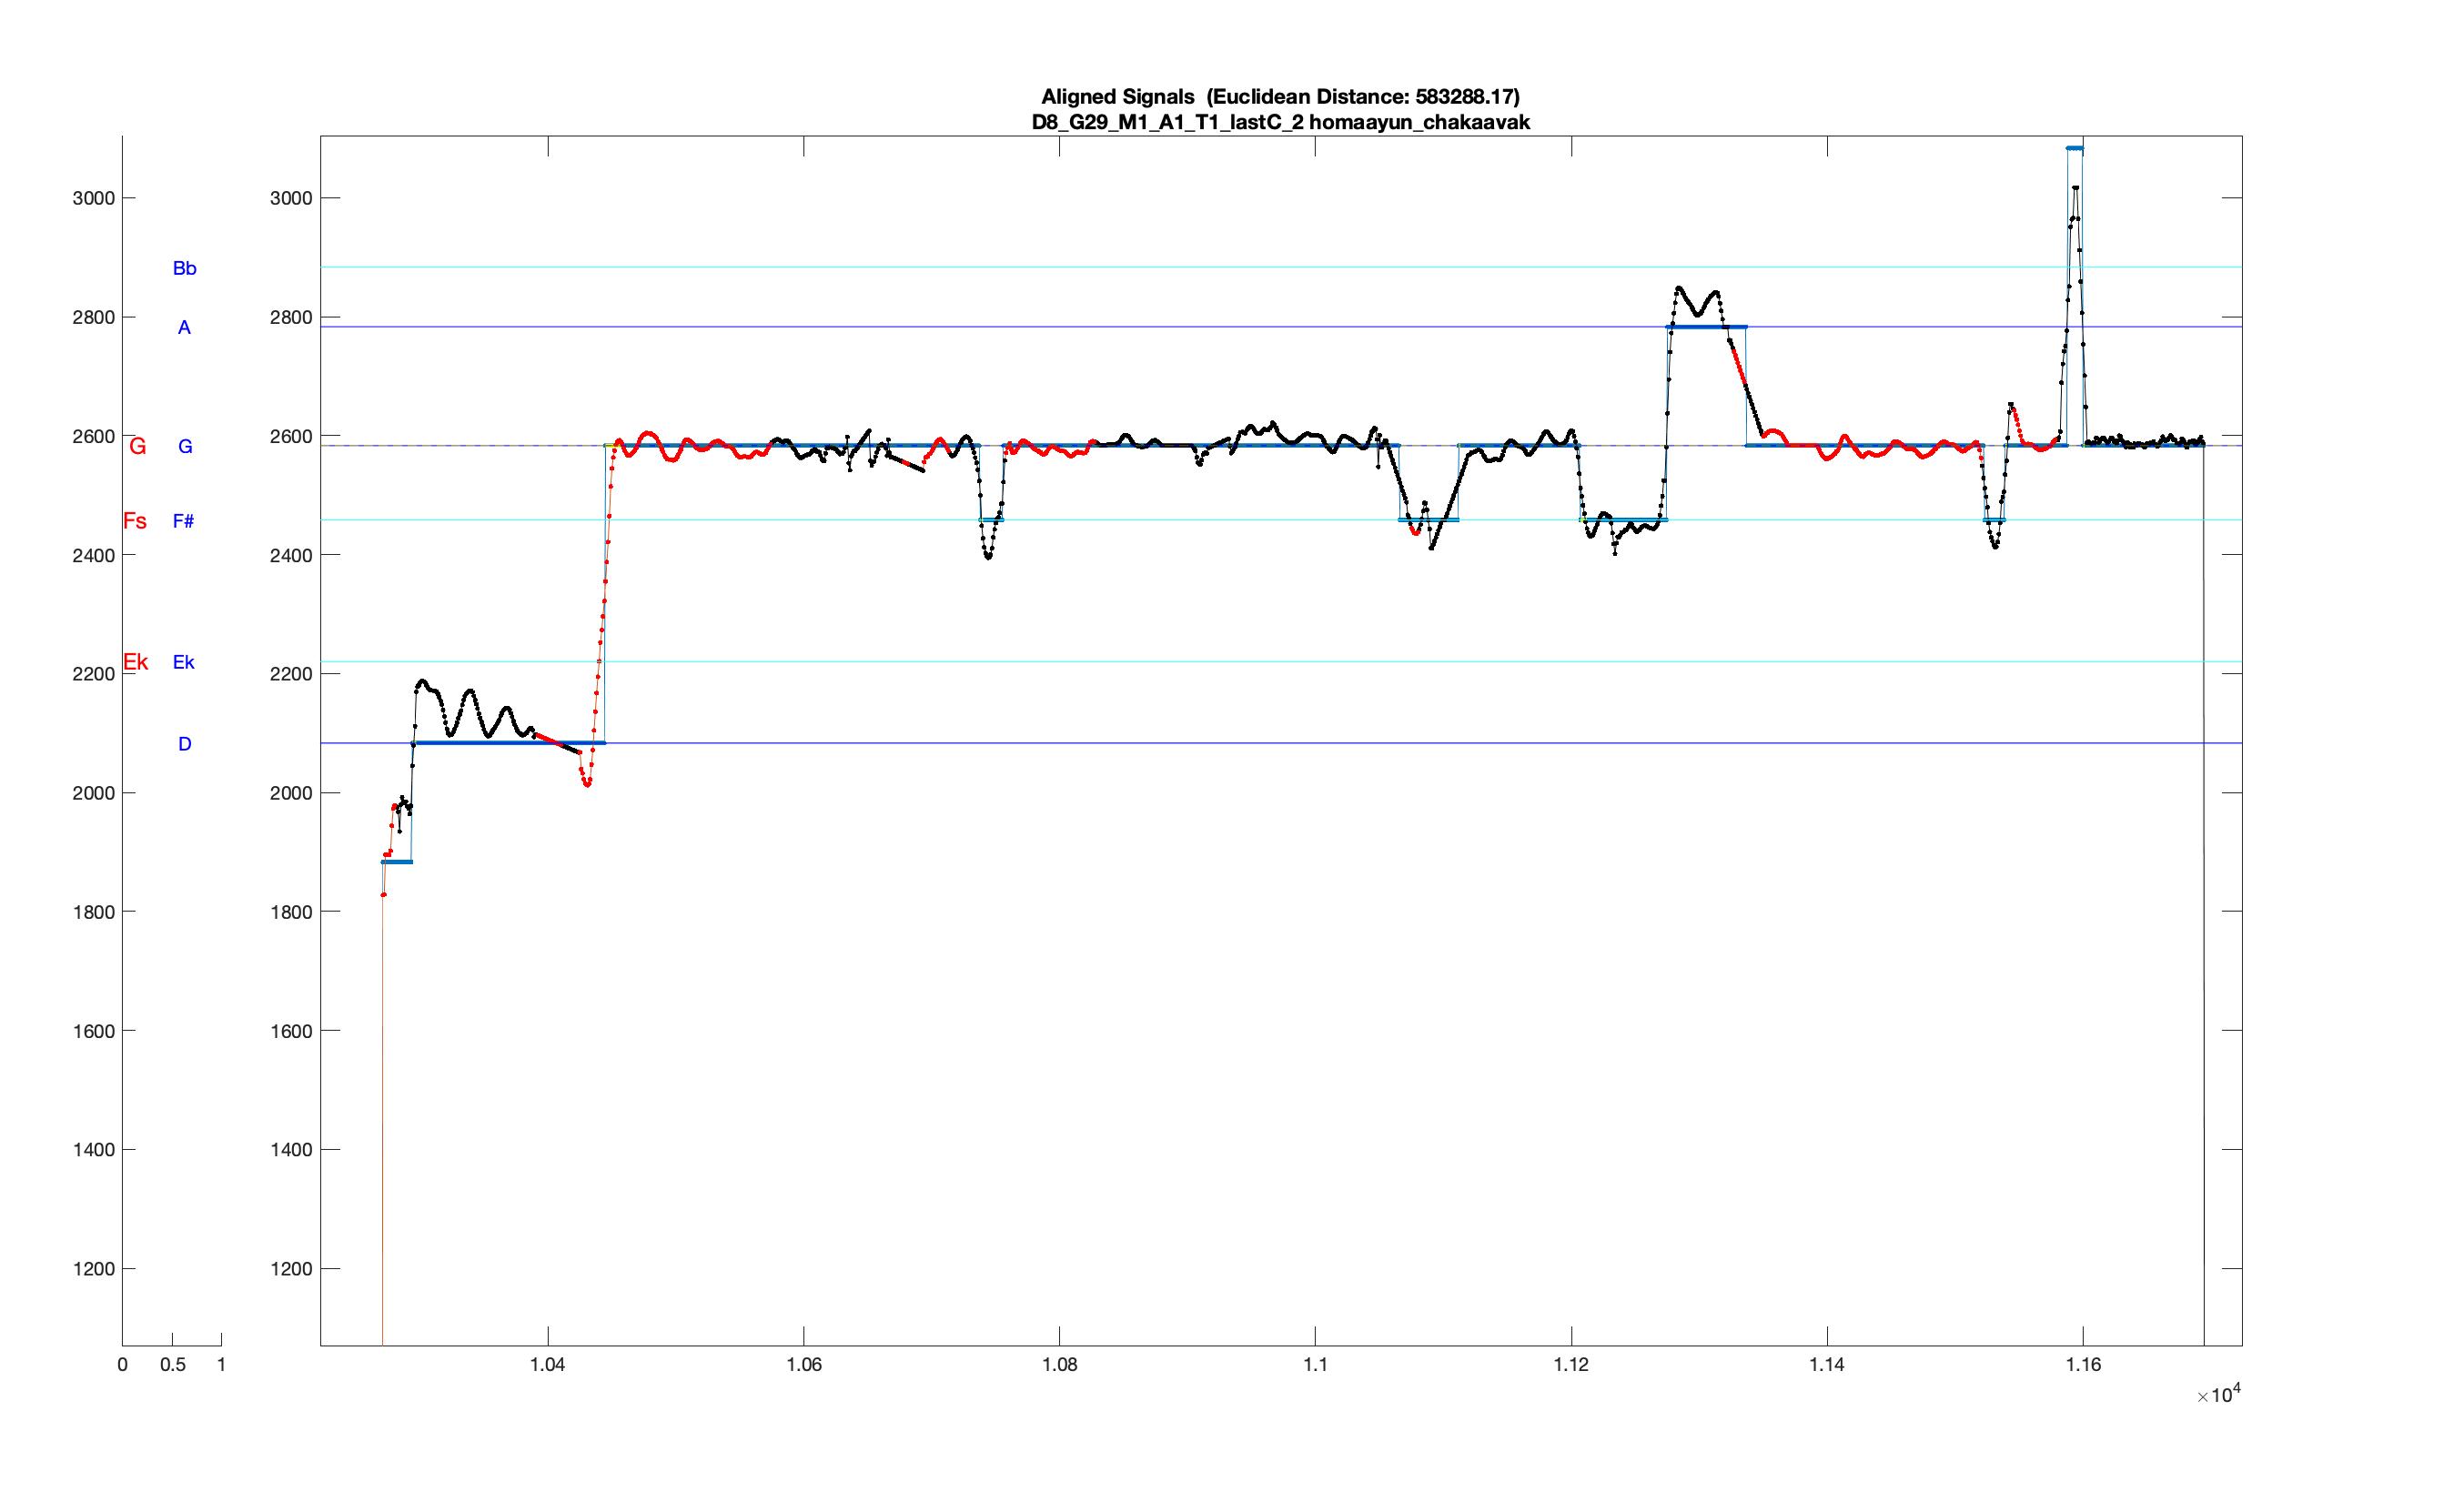 Aligned Signals  (Euclidean Distance: 583288.17)
D8_G29_M1_A1_T1_lastC_2 homaayun_chakaavak
3000 3000
Bb
2800 A 2800
2600 G G 2600
Fs F#
2400 2400
Ek Ek
2200 2200
D
2000 2000
1800 1800
1600 1600
1400 1400
1200 1200
0 0.5 1 1.04 1.06 1.08 1.1 1.12 1.14 1.16
×10^4